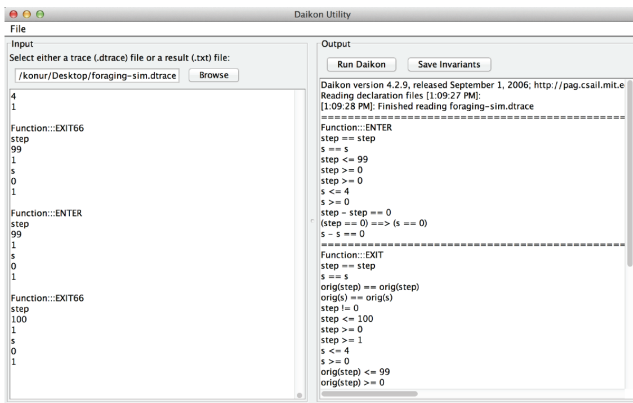 Daikon Utility
File
Input
Select either a trace (.dtrace) file or a result (.txt) file:
/konur/Desktop/foraging-sim.dtrace
Browse
4
1
Function:::EXIT66
step
99
1
s
0
1
Function:::ENTER
step
99
1
s
0
1
Function:::EXIT66
step
100
1
s
0
1
Output
Run Daikon
Save Invariants
Daikon version 4.2.9, released September 1, 2006; http://pag.csail.mit.e
Reading declaration files [1:09:27 PM]:
[1:09:28 PM]: Finished reading foraging-sim.dtrace
================================================
Function:::ENTER
step == step
s == s
step <= 99
step >= 0
step >= 0
s <= 4
s >= 0
step - step == 0
(step == 0) ==> (s == 0)
s - s == 0
================================================
Function:::EXIT
step == step
s == s
orig(step) == orig(step)
orig(s) == orig(s)
step != 0
step <= 100
step >= 0
step >= 1
s <= 4
s >= 0
orig(step) <= 99
orig(step) >= 0